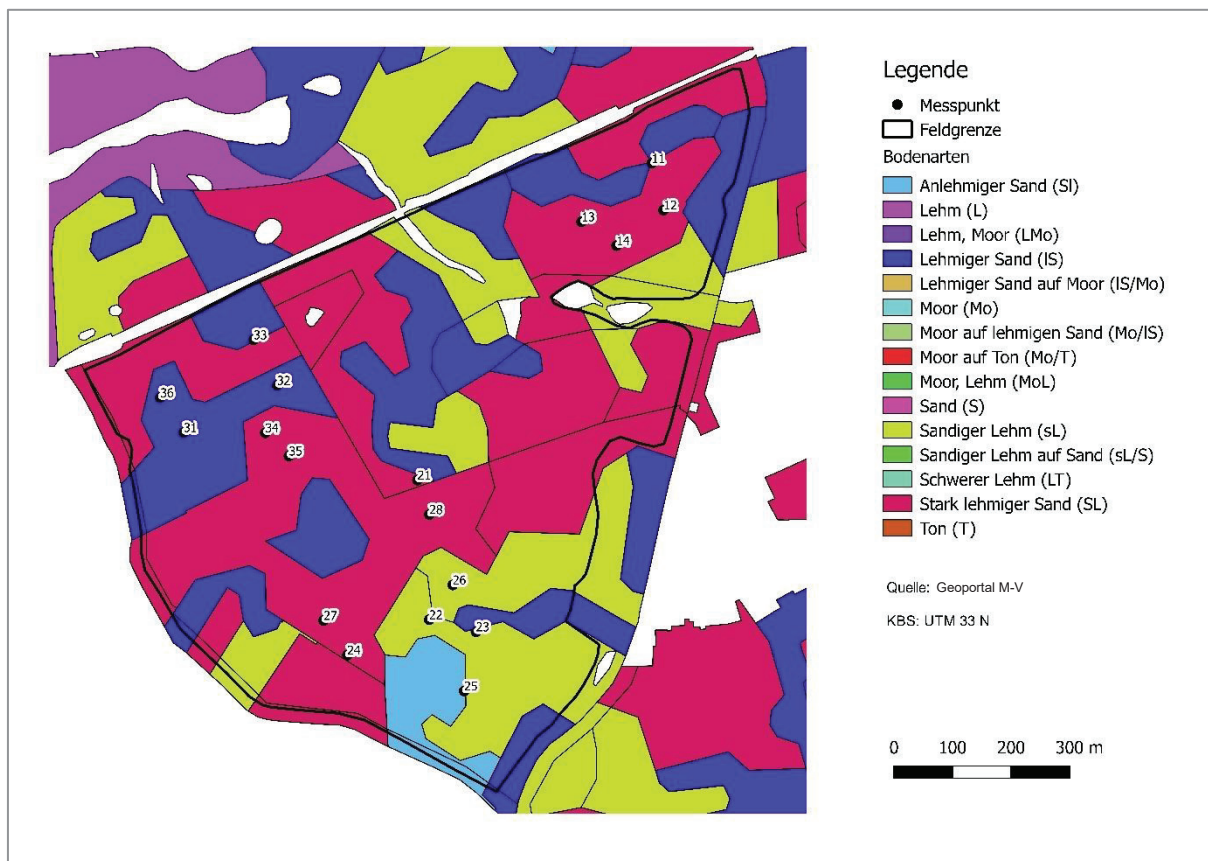 11
12
13
14
33
32
36
31
34
35
21
28
26
27
22
23
24
25
Legende
Messpunkt
Feldgrenze
Bodenarten
Anlehmiger Sand (Sl)
Lehm (L)
Lehm, Moor (LMo)
Lehmiger Sand (lS)
Lehmiger Sand auf Moor (lS/Mo)
Moor (Mo)
Moor auf lehmigen Sand (Mo/lS)
Moor auf Ton (Mo/T)
Moor, Lehm (MoL)
Sand (S)
Sandiger Lehm (sL)
Sandiger Lehm auf Sand (sL/S)
Schwerer Lehm (LT)
Stark lehmiger Sand (SL)
Ton (T)
Quelle: Geoportal M-V
KBS: UTM 33 N
0 100 200 300 m